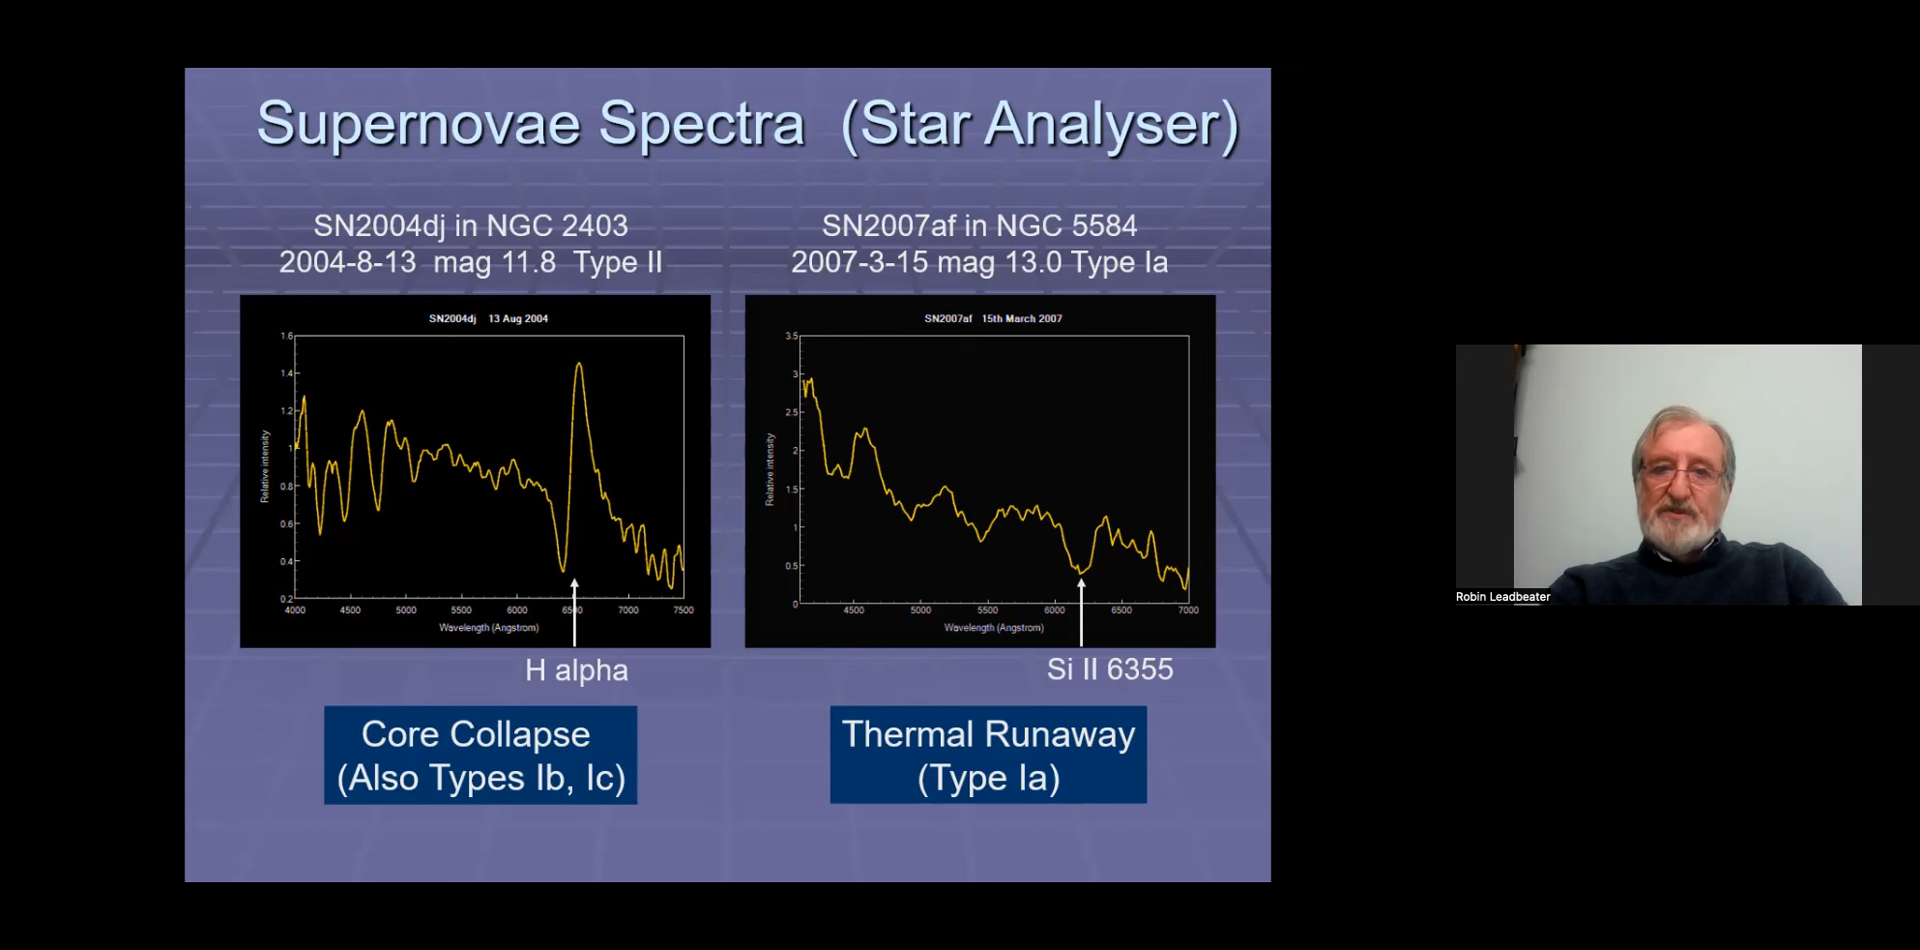 Supernovae Spectra (Star Analyser)
SN2004dj in NGC 2403
2004-8-13 mag 11.8 Type II
SN2007af in NGC 5584
2007-3-15 mag 13.0 Type Ia
SN2004dj 13 Aug 2004
1.6
1.4
1.2
1
0.8
0.6
0.4
0.2
Relative intensity
4000 4500 5000 5500 6000 6500 7000 7500
Wavelength (Angstrom)
H alpha
SN2007af 15th March 2007
3.5
3
2.5
2
1.5
1
0.5
0
Relative intensity
4500 5000 5500 6000 6500 7000
Wavelength (Angstrom)
Si II 6355
Core Collapse
(Also Types Ib, Ic)
Thermal Runaway
(Type Ia)
Robin Leadbeater